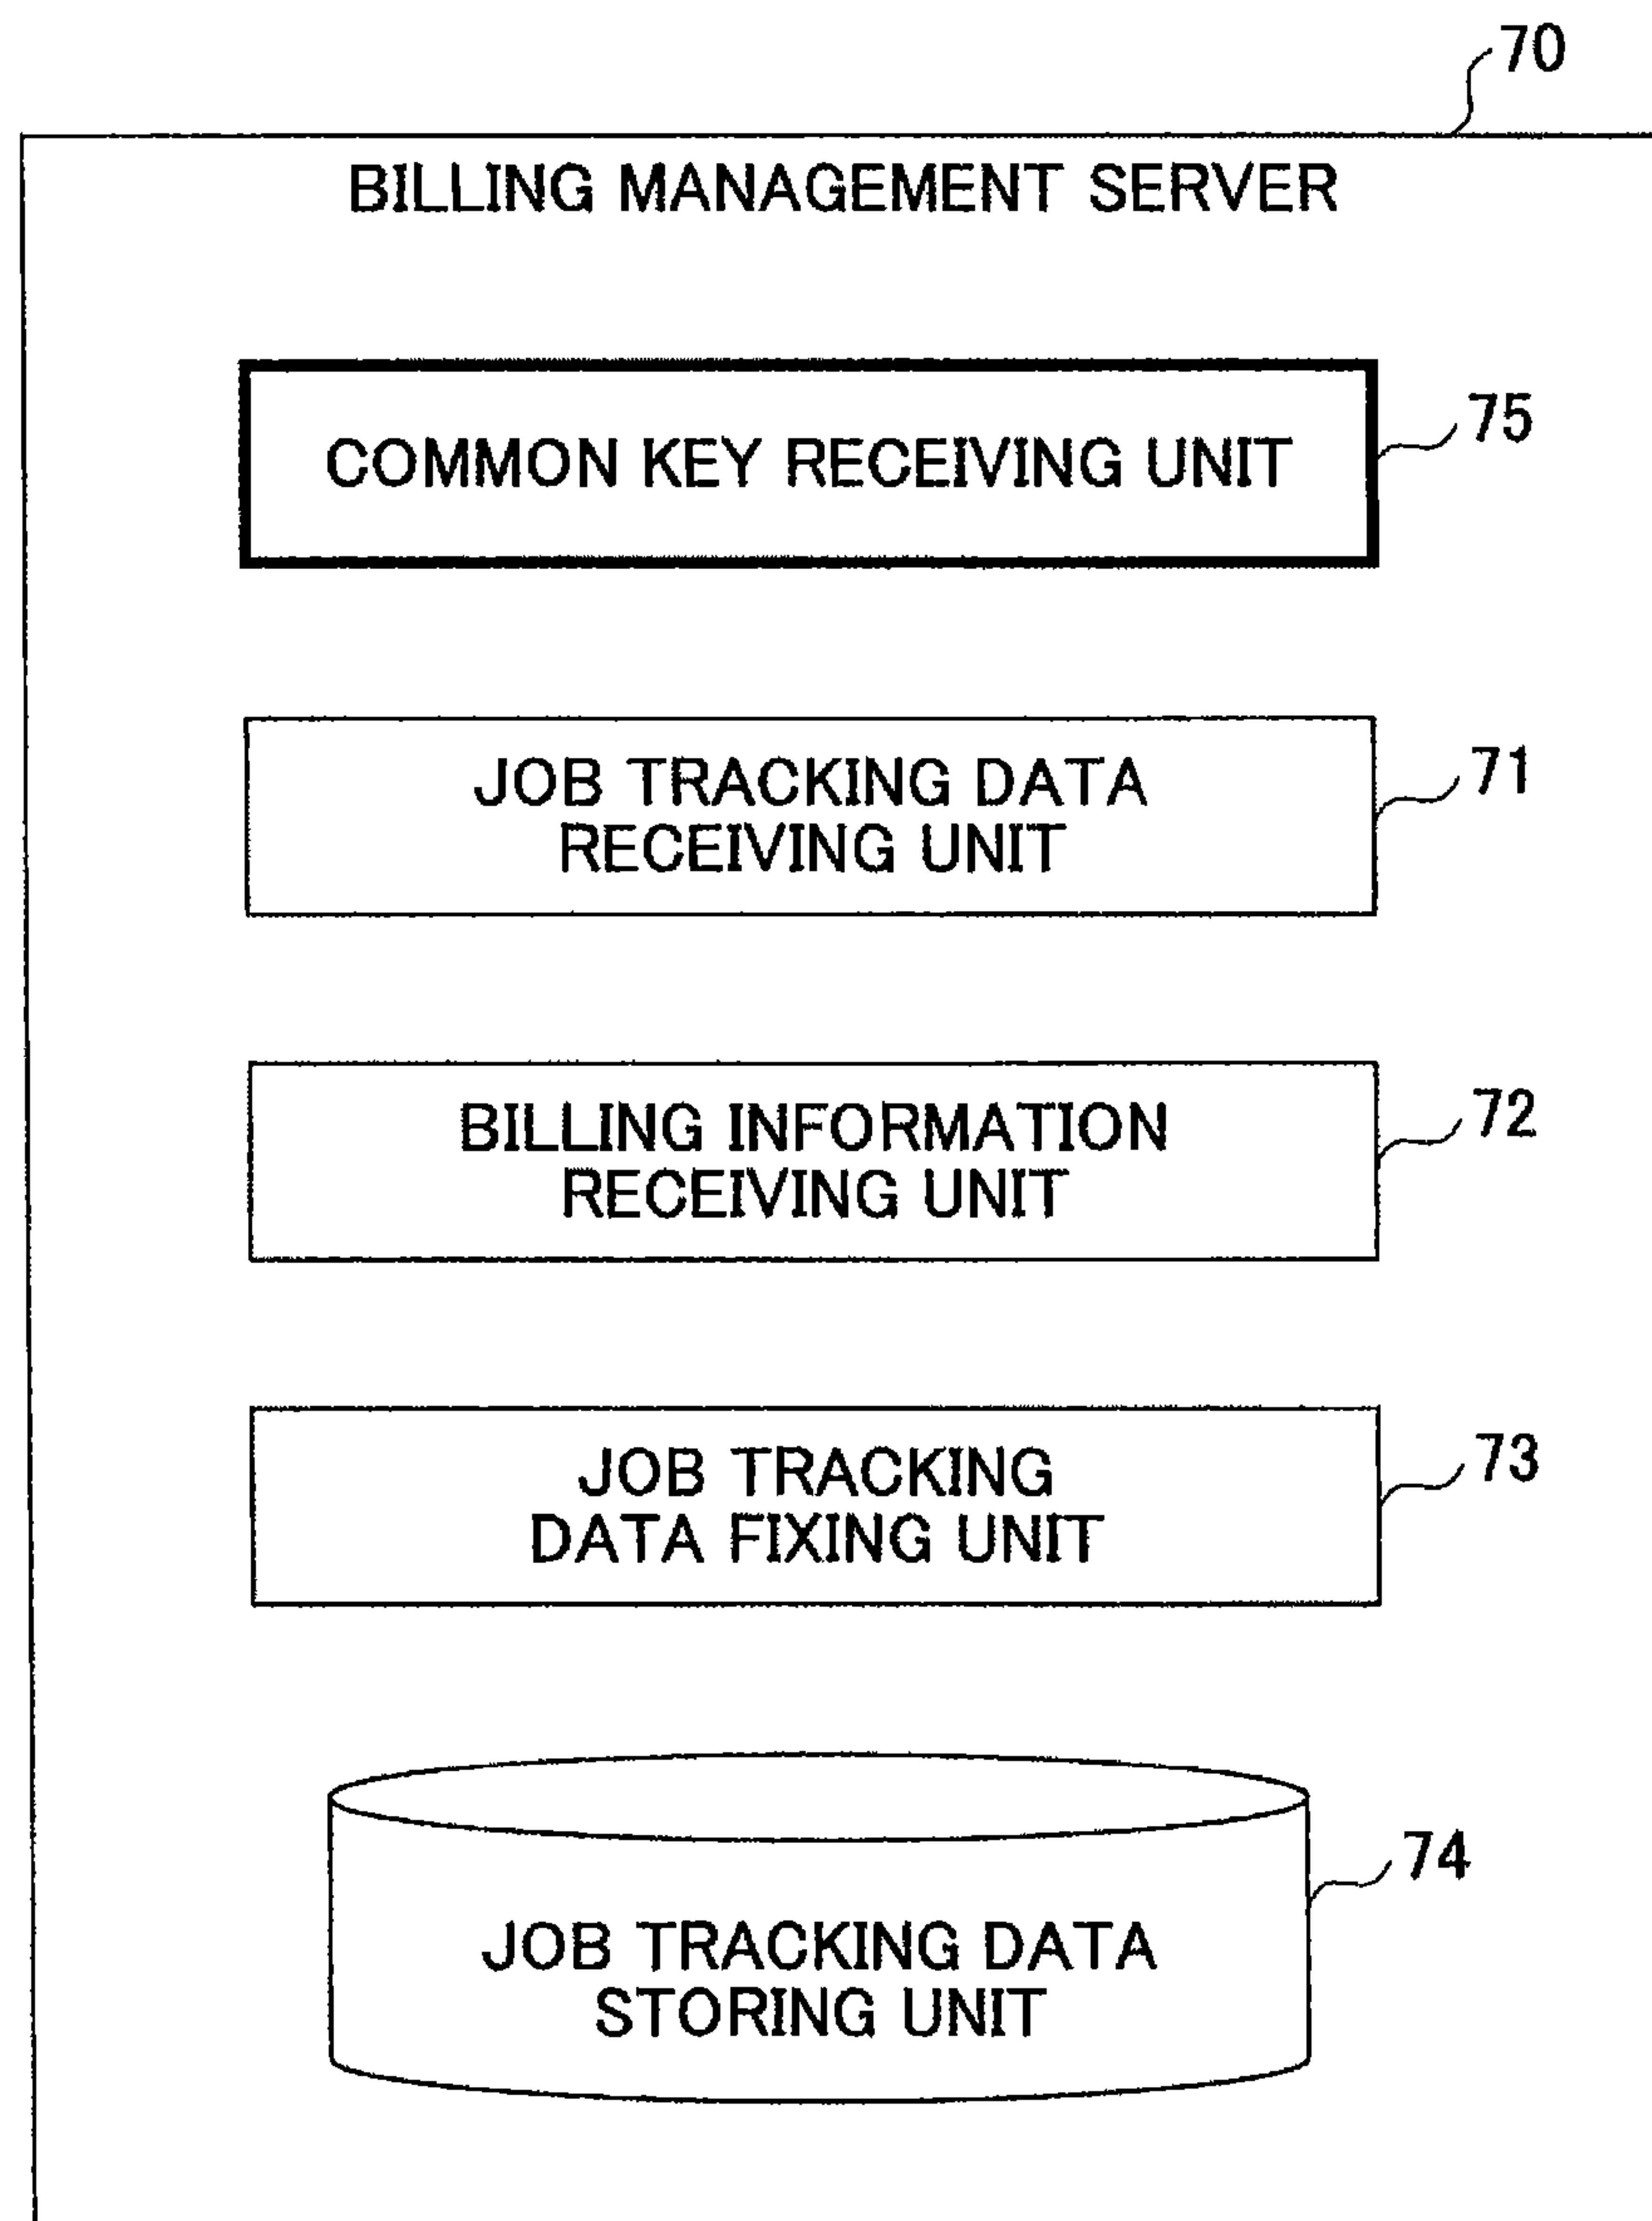 70
BILLING MANAGEMENT SERVER
COMMON KEY RECEIVING UNIT
75
JOB TRACKING DATA
RECEIVING UNIT
71
BILLING INFORMATION
RECEIVING UNIT
72
JOB TRACKING
DATA FIXING UNIT
73
JOB TRACKING DATA
STORING UNIT
74